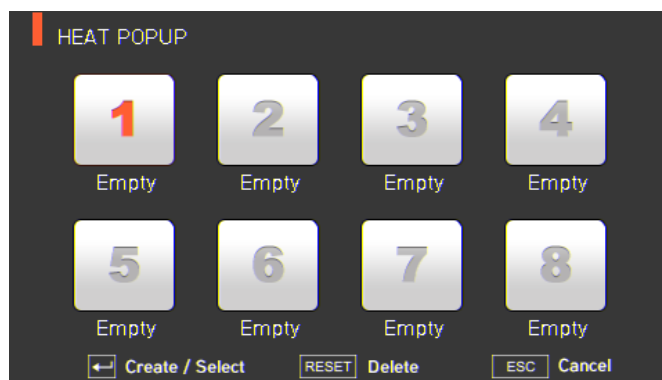 HEAT POPUP
1 2 3 4
Empty Empty Empty Empty
5 6 7 8
Empty Empty Empty Empty
Create / Select RESET Delete ESC Cancel